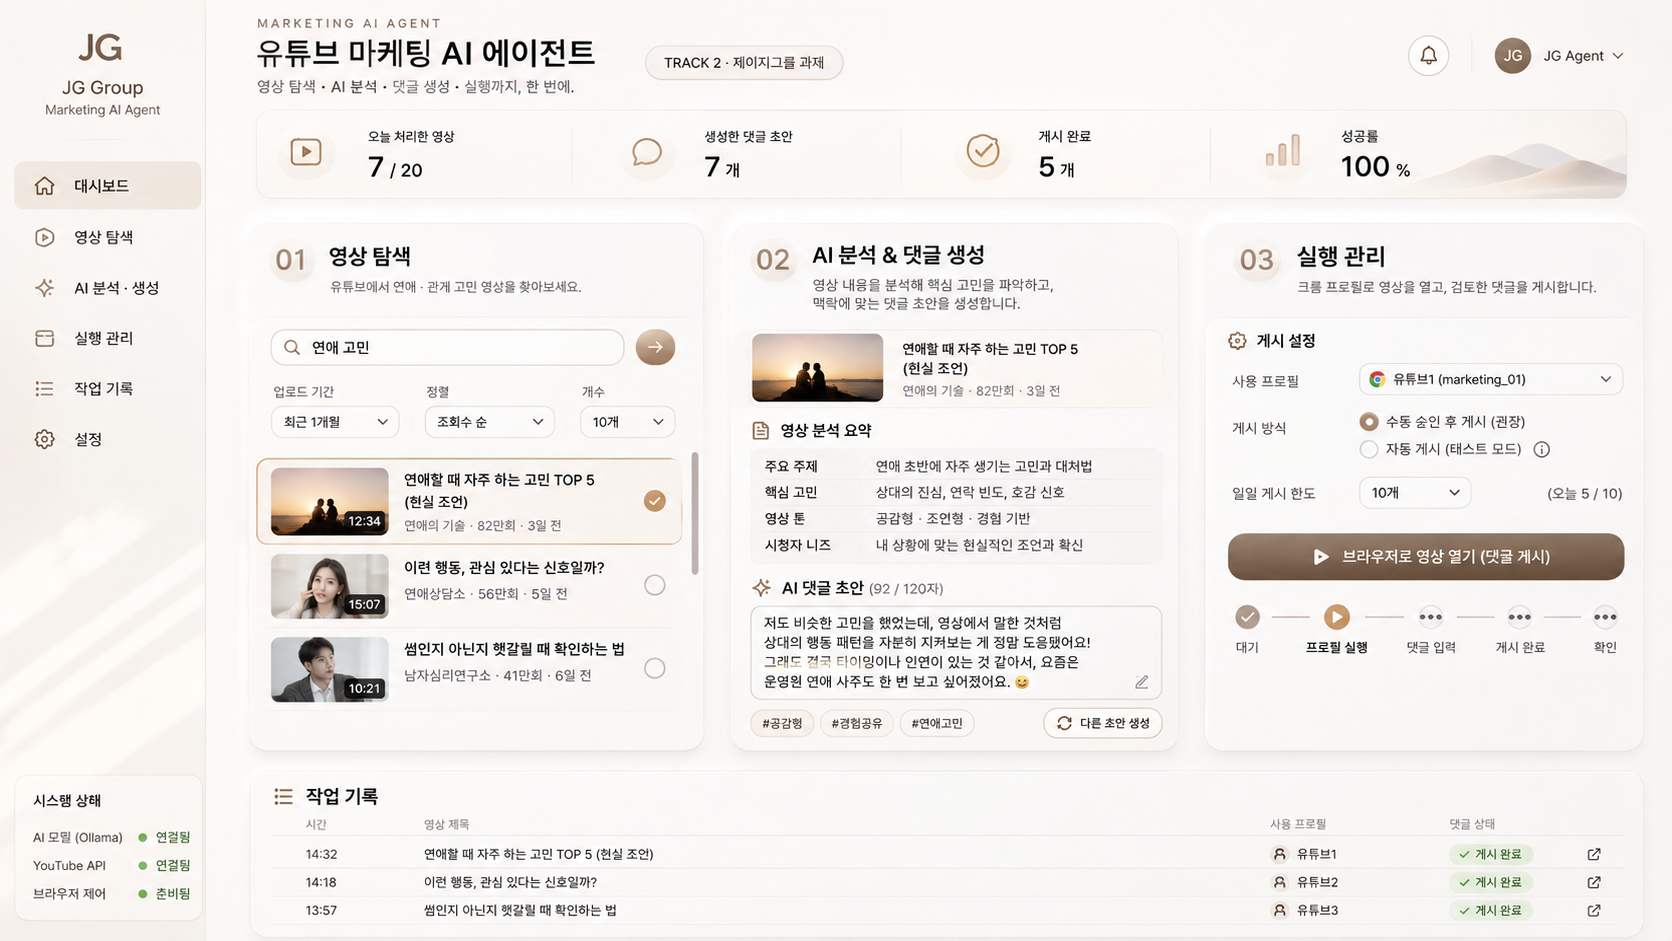 JG
JG Group
Marketing AI Agent
대시보드
영상 탐색
AI 분석 · 생성
실행 관리
작업 기록
설정
시스템 상해
AI 모밀 (Ollama) 연결됨
YouTube API 연결됨
브라우저 제어 준비됨
MARKETING AI AGENT
유튜브 마케팅 AI 에이전트
영상 탐색 • AI 분석 • 댓글 생성 • 실행까지, 한 번에.
TRACK 2 · 제이지그를 과제
JG
JG Agent
오늘 처리한 영상
7 / 20
생성한 댓글 초안
7 개
게시 완료
5 개
성공률
100 %
01 영상 탐색
유튜브에서 연애 · 관게 고민 영상을 찾아보세요.
연애 고민
업로드 기간 정렬 개수
최근 1개월 조회수 순 10개
연애할 때 자주 하는 고민 TOP 5
(현실 조언)
연애의 기술 · 82만회 · 3일 전
12:34
이런 행동, 관심 있다는 신호일까?
연애상담소 · 56만회 · 5일 전
15:07
썸인지 아닌지 햇갈릴 때 확인하는 법
남자심리연구소 · 41만회 · 6일 전
10:21
02 AI 분석 & 댓글 생성
영상 내용을 분석해 핵심 고민을 파악하고,
맥락에 맞는 댓글 초안을 생성합니다.
연애할 때 자주 하는 고민 TOP 5
(현실 조언)
연애의 기술 · 82만회 · 3일 전
영상 분석 요약
주요 주제 연애 초반에 자주 생기는 고민과 대처법
핵심 고민 상대의 진심, 연락 빈도, 호감 신호
영상 톤 공감형 · 조언형 · 경험 기반
시청자 니즈 내 상황에 맞는 현실적인 조언과 확신
AI 댓글 초안 (92 / 120자)
저도 비슷한 고민을 했었는데, 영상에서 말한 것처럼
상대의 행동 패턴을 자분히 지켜보는 게 정말 도응됐어요!
그래도 결국 타이밍이나 인연이 있는 것 같아서, 요즘은
운영원 연애 사주도 한 번 보고 싶어졌어요. 😊
#공감형 #경험공유 #연애고민
다른 초안 생성
03 실행 관리
크롬 프로필로 영상을 열고, 검토한 댓글을 게시합니다.
게시 설정
사용 프로필 유튜브1 (marketing_01)
게시 방식 수동 숭인 후 게시 (권장)
자동 게시 (태스트 모드)
일일 게시 한도 10개 (오늘 5 / 10)
브라우저로 영상 열기 (댓글 게시)
대기 프로필 실행 댓글 입력 게시 완료 확인
작업 기록
시간 영상 제목 사용 프로필 댓글 상태
14:32 연애할 때 자주 하는 고민 TOP 5 (현실 조안) 유튜브1 게시 완료
14:18 이런 행동, 관심 있다는 신호일까? 유튜브2 게시 완료
13:57 썸인지 아닌지 햇갈릴 때 확인하는 법 유튜브3 게시 완료